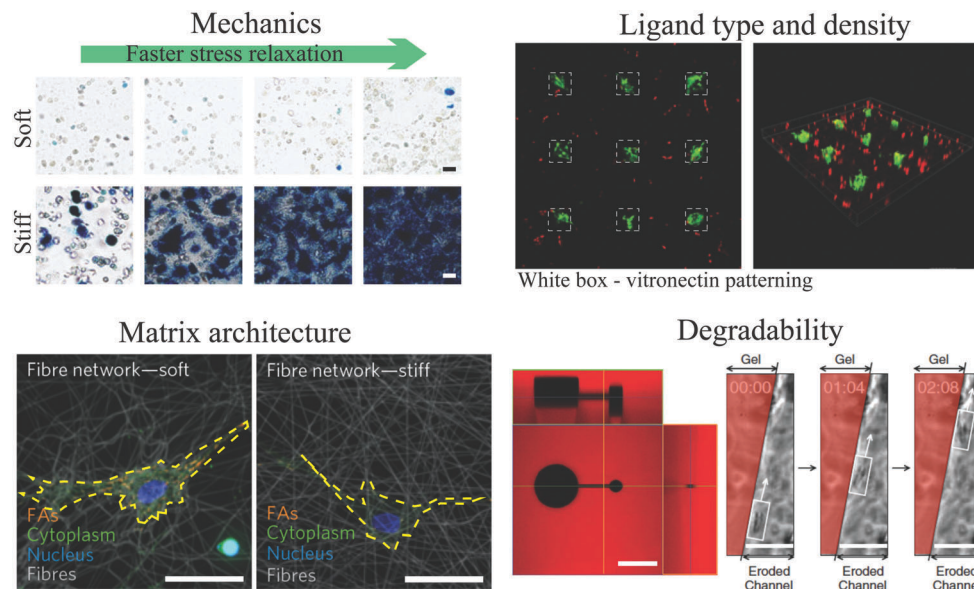 Mechanics
Faster stress relaxation
Soft
Stiff
Ligand type and density
White box - vitronectin patterning
Matrix architecture
Fibre network—soft
FAs
Cytoplasm
Nucleus
Fibres
Fibre network—stiff
FAs
Cytoplasm
Nucleus
Fibres
Degradability
Gel
00:00
Eroded
Channel
Gel
01:04
Eroded
Channel
Gel
02:08
Eroded
Channel